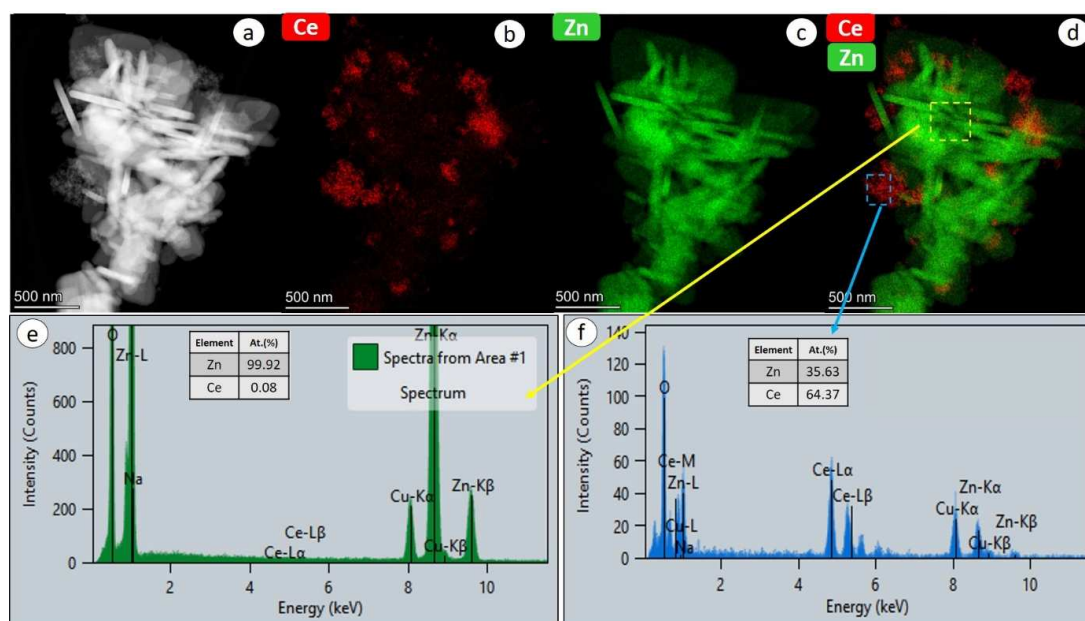 a
Ce
b
Zn
c
Ce
Zn
d
500 nm
500 nm
500 nm
500 nm
e
800
600
400
200
0
Intensity (Counts)
O
Zn-L
Na
Element At.(%)
Zn 99.92
Ce 0.08
Zn-Kα
Spectra from Area #1
Spectrum
Cu-Kα
Zn-Kβ
Cu-Kβ
Ce-Lβ
Ce-Lα
2 4 6 8 10
Energy (keV)
f
140
120
100
80
60
40
20
0
Intensity (Counts)
O
Ce-M
Zn-L
Cu-L
Na
Element At.(%)
Zn 35.63
Ce 64.37
Ce-Lα
Ce-Lβ
Zn-Kα
Cu-Kα
Zn-Kβ
Cu-Kβ
2 4 6 8 10
Energy (keV)